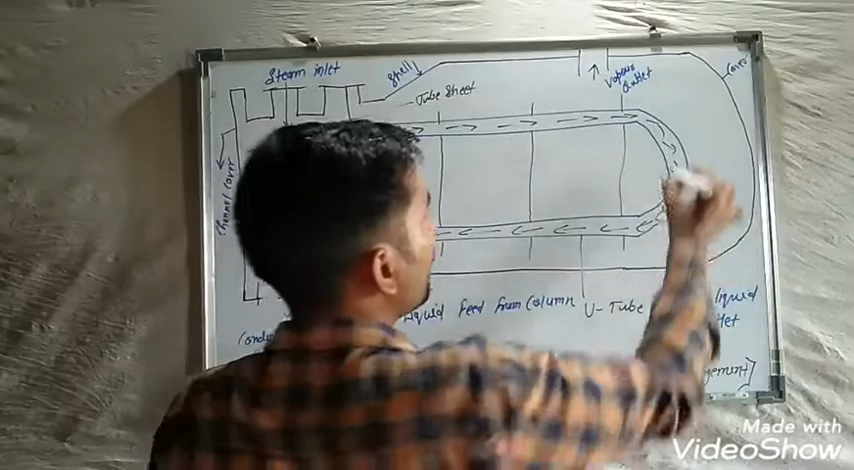 Steam inlet
Shell
Tube Sheet
Vapour
Outlet
Cover
Channel Cover
Liquid Feed From Column
U-Tube
liquid
let
Made With
VideoShow